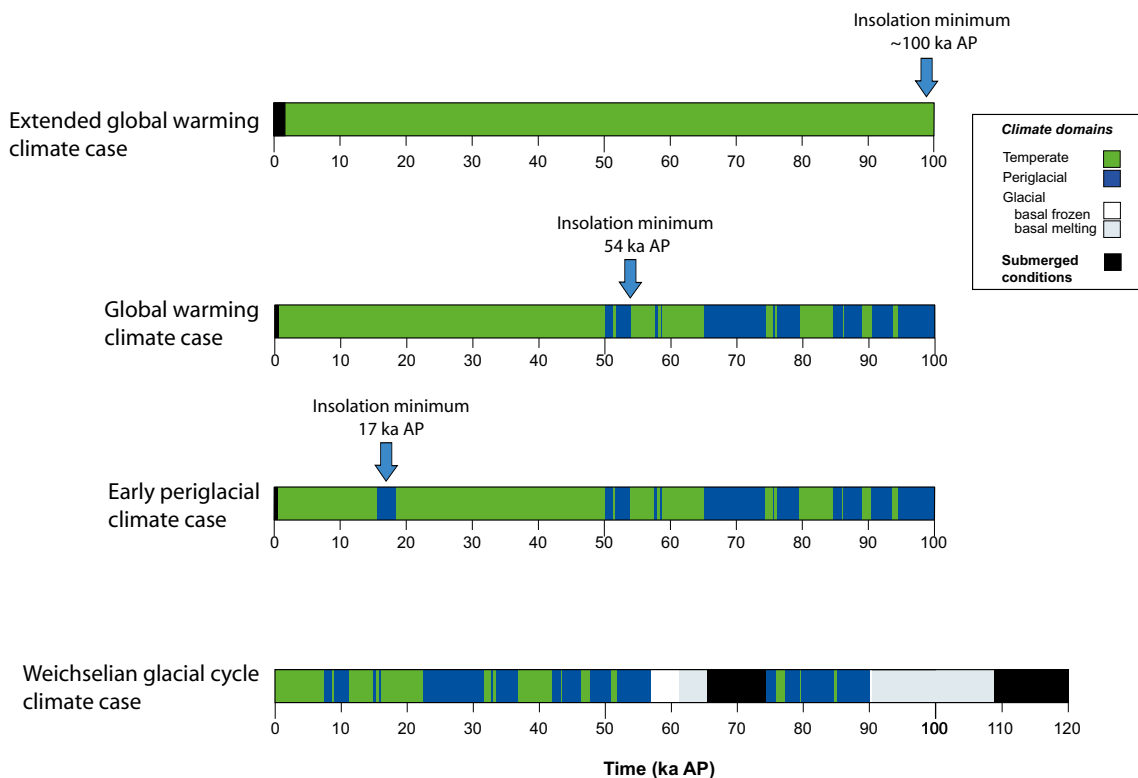 Insolation minimum
~100 ka AP
Extended global warming
climate case
0 10 20 30 40 50 60 70 80 90 100
Climate domains
Temperate
Periglacial
Glacial
basal frozen
basal melting
Submerged
conditions
Insolation minimum
54 ka AP
Global warming
climate case
0 10 20 30 40 50 60 70 80 90 100
Insolation minimum
17 ka AP
Early periglacial
climate case
0 10 20 30 40 50 60 70 80 90 100
Weichselian glacial cycle
climate case
0 10 20 30 40 50 60 70 80 90 100 110 120
Time (ka AP)